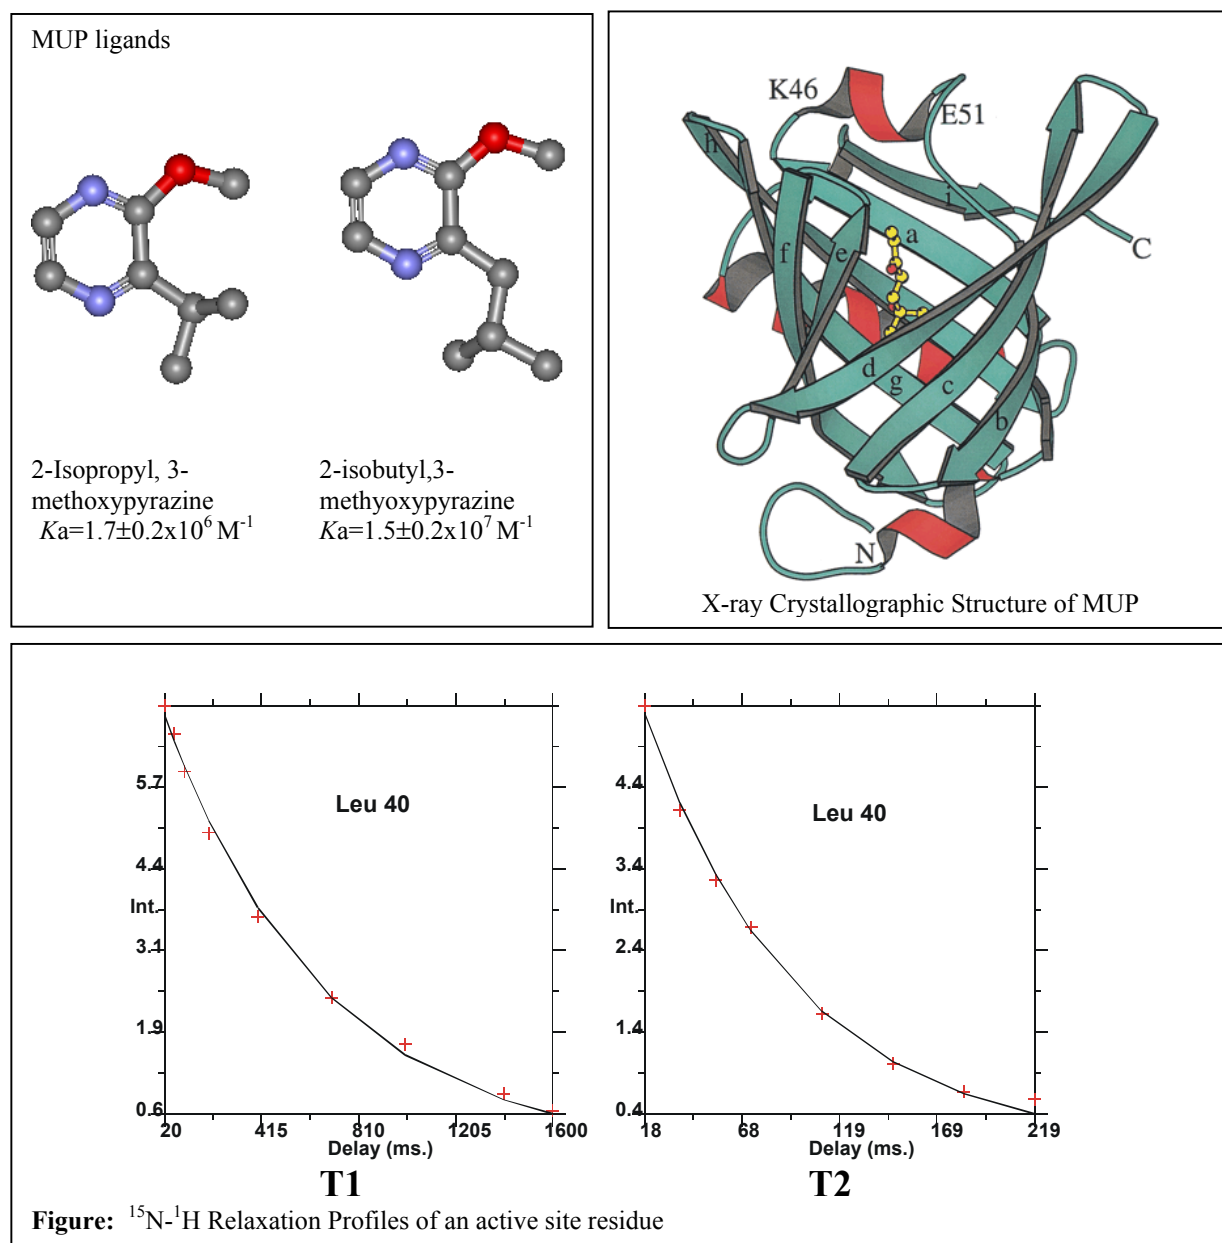 MUP ligands
2-Isopropyl, 3-
methoxypyrazine
Ka=1.7±0.2x10⁶ M⁻¹
2-isobutyl,3-
methyoxypyrazine
Ka=1.5±0.2x10⁷ M⁻¹
K46
E51
h
i
a
f
e
C
d
g
c
b
N
X-ray Crystallographic Structure of MUP
Leu 40
5.7
4.4
Int.
3.1
1.9
0.6
20 415 810 1205 1600
Delay (ms.)
T1
Leu 40
4.4
3.4
Int.
2.4
1.4
0.4
18 68 119 169 219
Delay (ms.)
T2
Figure: ¹⁵N-¹H Relaxation Profiles of an active site residue